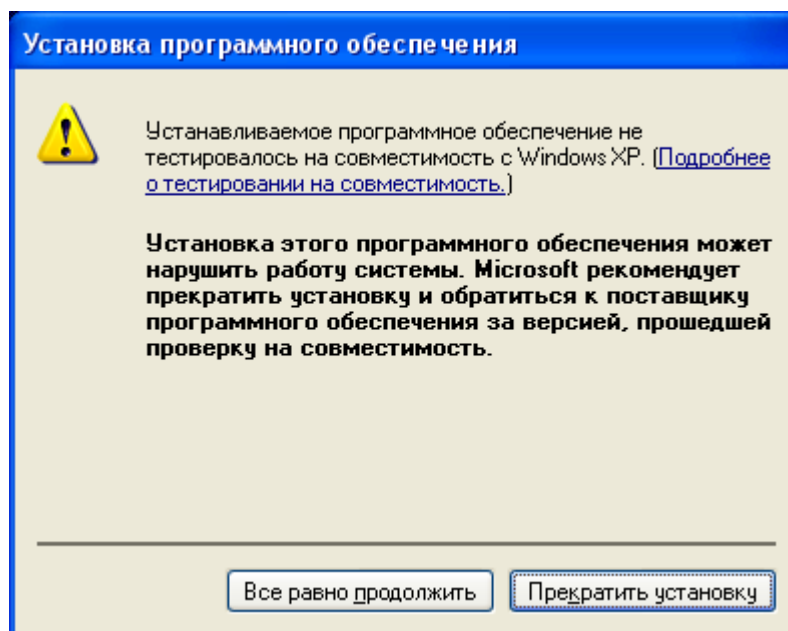 Установка программного обеспечения
Устанавливаемое программное обеспечение не
тестировалось на совместимость с Windows XP. (Подробнее
о тестировании на совместимость.)
Установка этого программного обеспечения может
нарушить работу системы. Microsoft рекомендует
прекратить установку и обратиться к поставщику
программного обеспечения за версией, прошедшей
проверку на совместимость.
Все равно продолжить
Прекратить установку